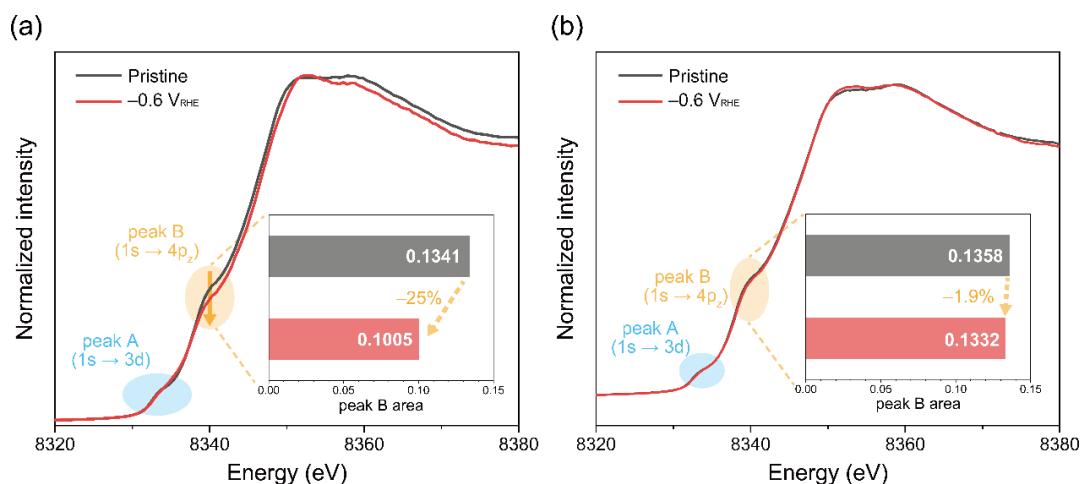 (a)
Pristine
−0.6 VRHE
peak B
(1s → 4pz)
peak A
(1s → 3d)
0.1341
−25%
0.1005
0.00
0.05
0.10
0.15
peak B area
Normalized intensity
8320
8340
8360
8380
Energy (eV)
(b)
Pristine
−0.6 VRHE
peak B
(1s → 4pz)
peak A
(1s → 3d)
0.1358
−1.9%
0.1332
0.00
0.05
0.10
0.15
peak B area
Normalized intensity
8320
8340
8360
8380
Energy (eV)